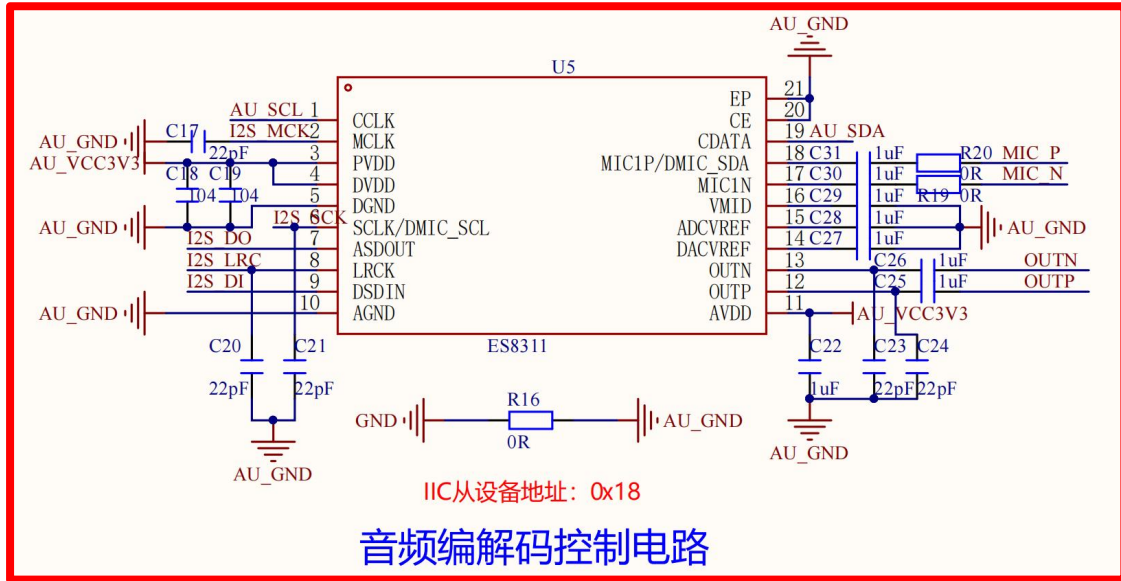 AU_GND
U5
AU_SCL 1 CCLK
I2S_MCK 2 MCLK
AU_GND C17 22pF
AU_VCC3V3 3 PVDD
4 DVDD
C18 104 C19 104
AU_GND 5 DGND
I2S_SCK 6 SCLK/DMIC_SCL
I2S_DO 7 ASDOUT
I2S_LRC 8 LRCK
I2S_DI 9 DSDIN
AU_GND 10 AGND
EP 21
CE 20
CDATA 19 AU_SDA
MIC1P/DMIC_SDA 18 C31 1uF R20 MIC_P
MIC1N 17 C30 1uF 0R MIC_N
VMID 16 C29 1uF R19 0R
ADCVREF 15 C28 1uF AU_GND
DACVREF 14 C27 1uF
OUTN 13 C26 1uF OUTN
OUTP 12 C25 1uF OUTP
AVDD 11 AU_VCC3V3
ES8311
C20 C21
22pF 22pF
AU_GND
C22 C23 C24
1uF 22pF 22pF
AU_GND
GND R16 AU_GND
0R
IIC从设备地址：0x18
音频编解码控制电路